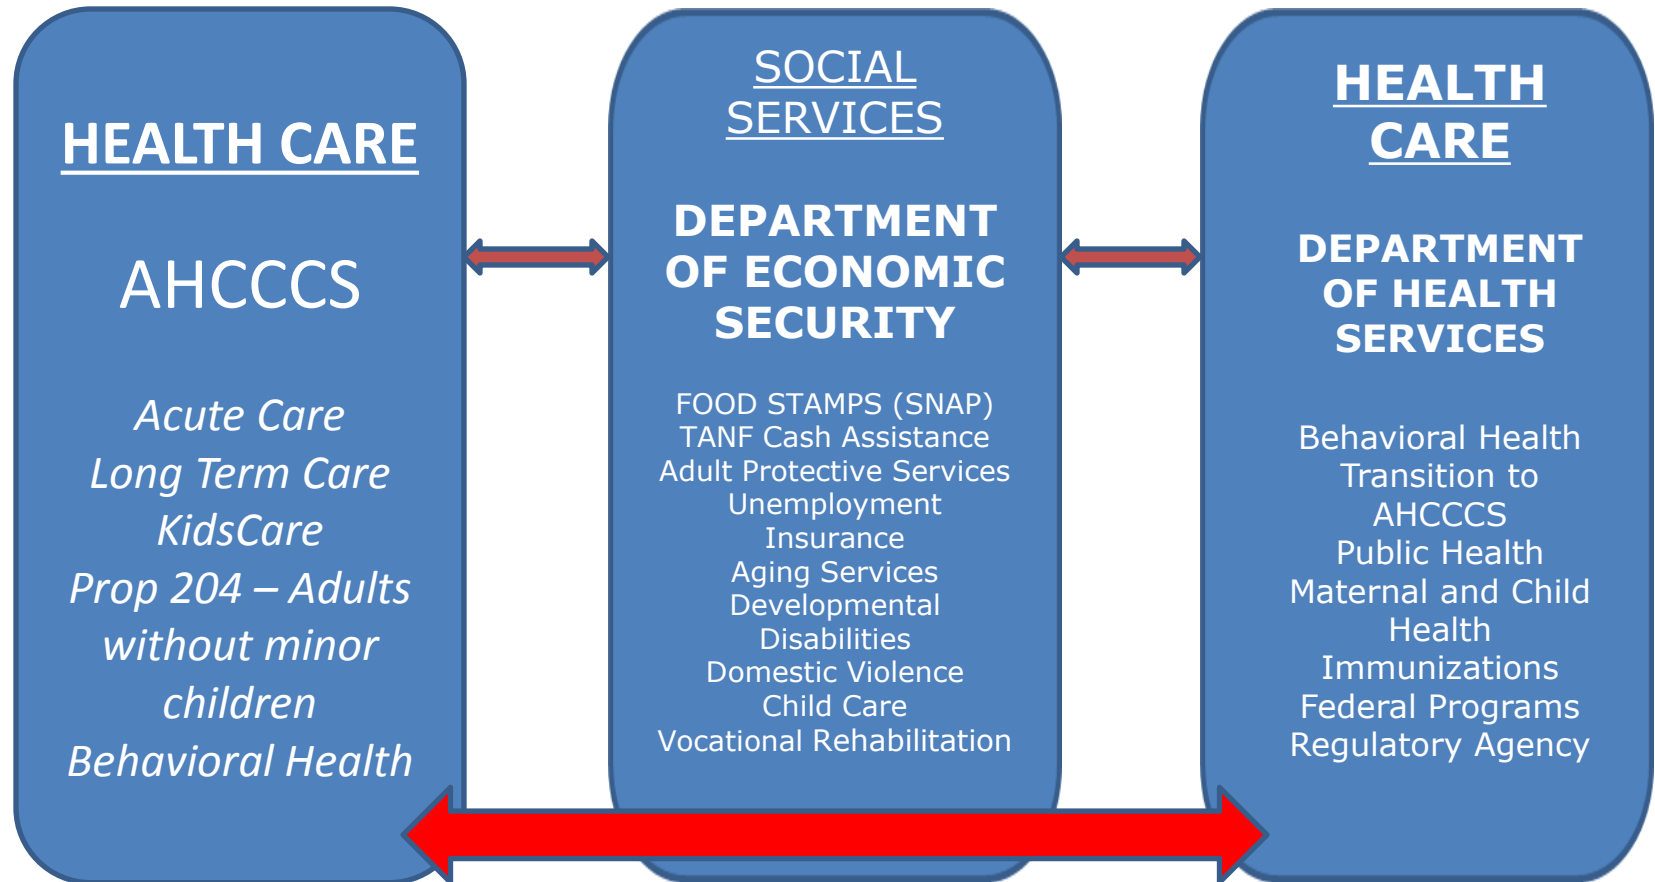 HEALTH CARE
AHCCCS
Acute Care
Long Term Care
KidsCare
Prop 204 – Adults
without minor
children
Behavioral Health
SOCIAL
SERVICES
DEPARTMENT
OF ECONOMIC
SECURITY
FOOD STAMPS (SNAP)
TANF Cash Assistance
Adult Protective Services
Unemployment
Insurance
Aging Services
Developmental
Disabilities
Domestic Violence
Child Care
Vocational Rehabilitation
HEALTH
CARE
DEPARTMENT
OF HEALTH
SERVICES
Behavioral Health
Transition to
AHCCCS
Public Health
Maternal and Child
Health
Immunizations
Federal Programs
Regulatory Agency